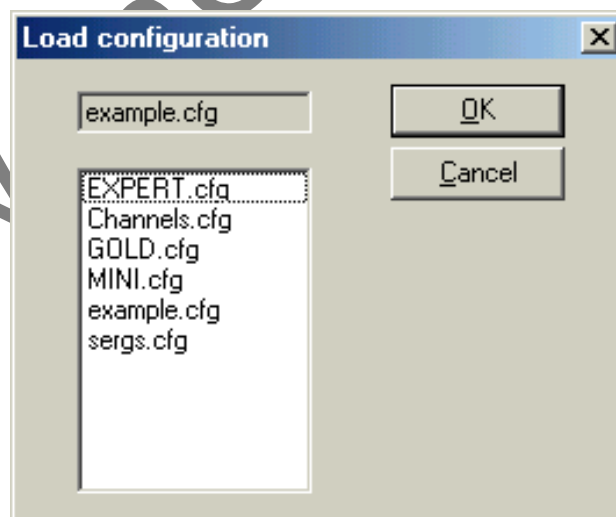 Load configuration
example.cfg
OK
Cancel
EXPERT.cfg
Channels.cfg
GOLD.cfg
MINI.cfg
example.cfg
sergs.cfg